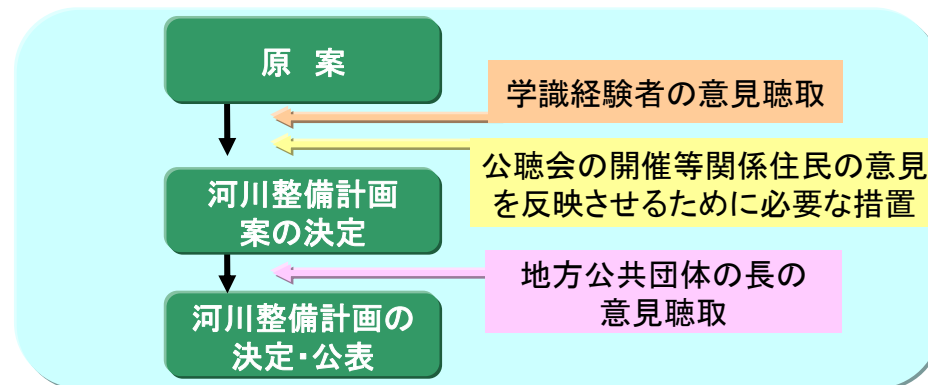 原 案
学識経験者の意見聴取
公聴会の開催等関係住民の意見
を反映させるために必要な措置
河川整備計画
案の決定
地方公共団体の長の
意見聴取
河川整備計画の
決定・公表